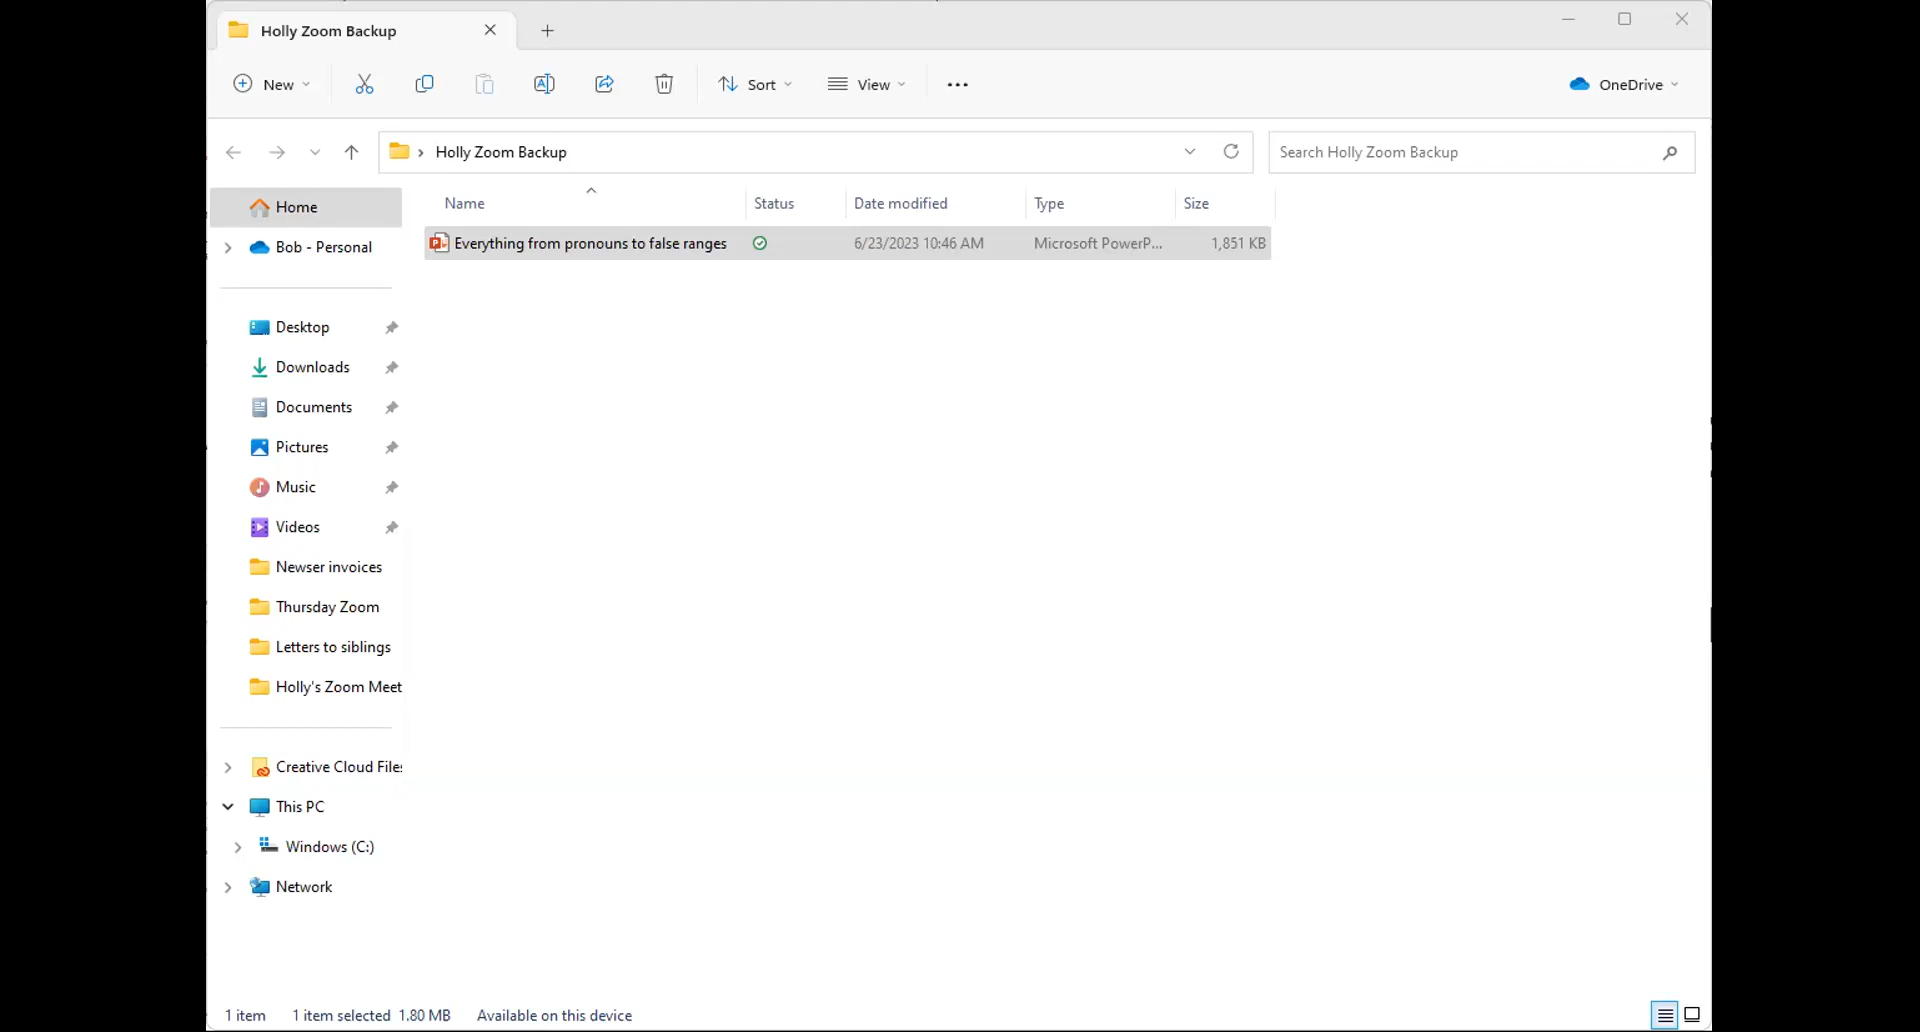 Holly Zoom Backup
New
Sort
View
OneDrive
Holly Zoom Backup
Search Holly Zoom Backup
Name Status Date modified Type Size
Everything from pronouns to false ranges 6/23/2023 10:46 AM Microsoft PowerP... 1,851 KB
Home
Bob - Personal
Desktop
Downloads
Documents
Pictures
Music
Videos
Newser invoices
Thursday Zoom
Letters to siblings
Holly's Zoom Meet
Creative Cloud Files
This PC
Windows (C:)
Network
1 item 1 item selected 1.80 MB Available on this device